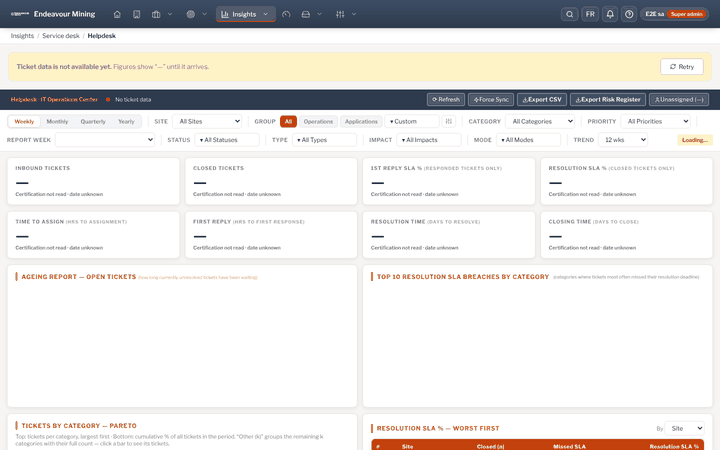 Endeavour Mining
Insights
FR
E2E sa
Super admin
Insights / Service desk / Helpdesk
Ticket data is not available yet. Figures show "—" until it arrives.
Retry
Helpdesk · IT Operations Center
No ticket data
Refresh
Force Sync
Export CSV
Export Risk Register
Unassigned (—)
Weekly Monthly Quarterly Yearly
SITE All Sites
GROUP All Operations Applications ▾ Custom
CATEGORY All Categories
PRIORITY All Priorities
REPORT WEEK
STATUS ▾ All Statuses
TYPE ▾ All Types
IMPACT ▾ All Impacts
MODE ▾ All Modes
TREND 12 wks
Loading...
INBOUND TICKETS
—
Certification not read · date unknown
CLOSED TICKETS
—
Certification not read · date unknown
1ST REPLY SLA % (RESPONDED TICKETS ONLY)
—
Certification not read · date unknown
RESOLUTION SLA % (CLOSED TICKETS ONLY)
—
Certification not read · date unknown
TIME TO ASSIGN (HRS TO ASSIGNMENT)
—
Certification not read · date unknown
FIRST REPLY (HRS TO FIRST RESPONSE)
—
Certification not read · date unknown
RESOLUTION TIME (DAYS TO RESOLVE)
—
Certification not read · date unknown
CLOSING TIME (DAYS TO CLOSE)
—
Certification not read · date unknown
AGEING REPORT — OPEN TICKETS (how long currently unresolved tickets have been waiting)
TOP 10 RESOLUTION SLA BREACHES BY CATEGORY (categories where tickets most often missed their resolution deadline)
TICKETS BY CATEGORY — PARETO
Top: tickets per category, largest first · Bottom: cumulative % of all tickets in the period. "Other (k)" groups the remaining k
categories with their full count — click a bar to see its tickets.
RESOLUTION SLA % — WORST FIRST
By Site
# Site Closed (n) Missed SLA Resolution SLA %